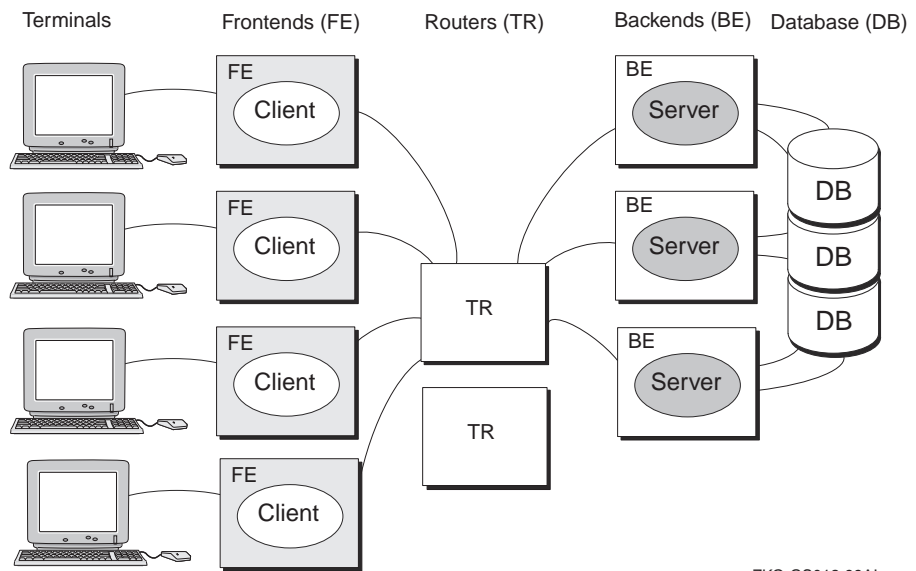 Terminals Frontends (FE) Routers (TR) Backends (BE) Database (DB)
FE
Client
FE
Client
FE
Client
FE
Client
TR
TR
BE
Server
BE
Server
BE
Server
DB
DB
DB